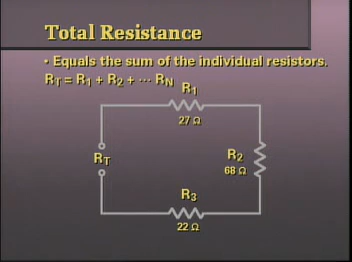 Total Resistance
• Equals the sum of the individual resistors.
RT = R1 + R2 + ··· RN
R1
27 Ω
RT
R2
68 Ω
R3
22 Ω